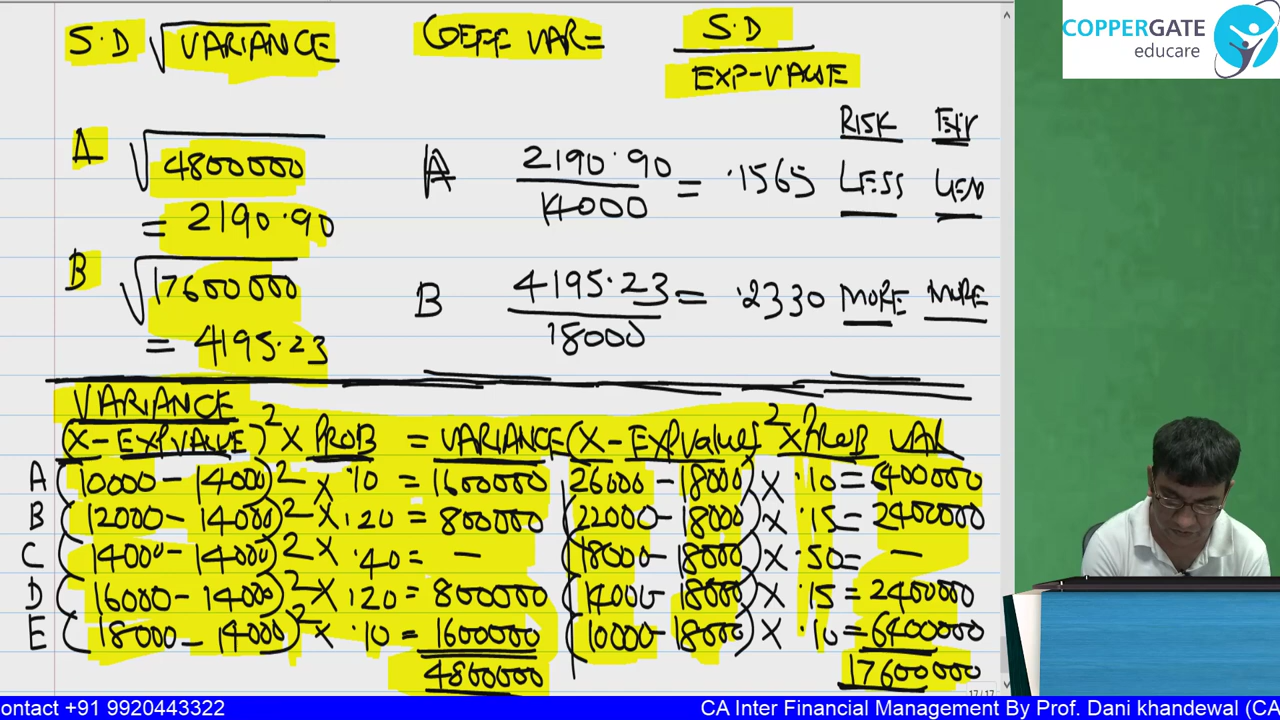 S.D √VARIANCE COEFF VAR = S.D / EXP-VALUE
COPPERGATE
educare
RISK
A √4800000 A 2190.90 / 14000 = .1565 LESS
= 2190.90
B √17600000 B 4195.23 / 18000 = .2330 MORE MORE
= 4195.23
VARIANCE
(X - EXP VALUE)² X PROB = VARIANCE (X - EXP value)² X PROB VAR
A (10000 - 14000)² X .10 = 1600000 (26000 - 18000) X .10 = 6400000
B (12000 - 14000)² X .20 = 800000 (22000 - 18000) X .15 = 2400000
C (14000 - 14000)² X .40 = - (18000 - 18000) X .50 = -
D (16000 - 14000)² X .20 = 800000 (14000 - 18000) X .15 = 2400000
E (18000 - 14000)² X .10 = 1600000 (10000 - 18000) X .10 = 6400000
4800000 17600000
17/17
ontact +91 9920443322 CA Inter Financial Management By Prof. Dani khandewal (CA